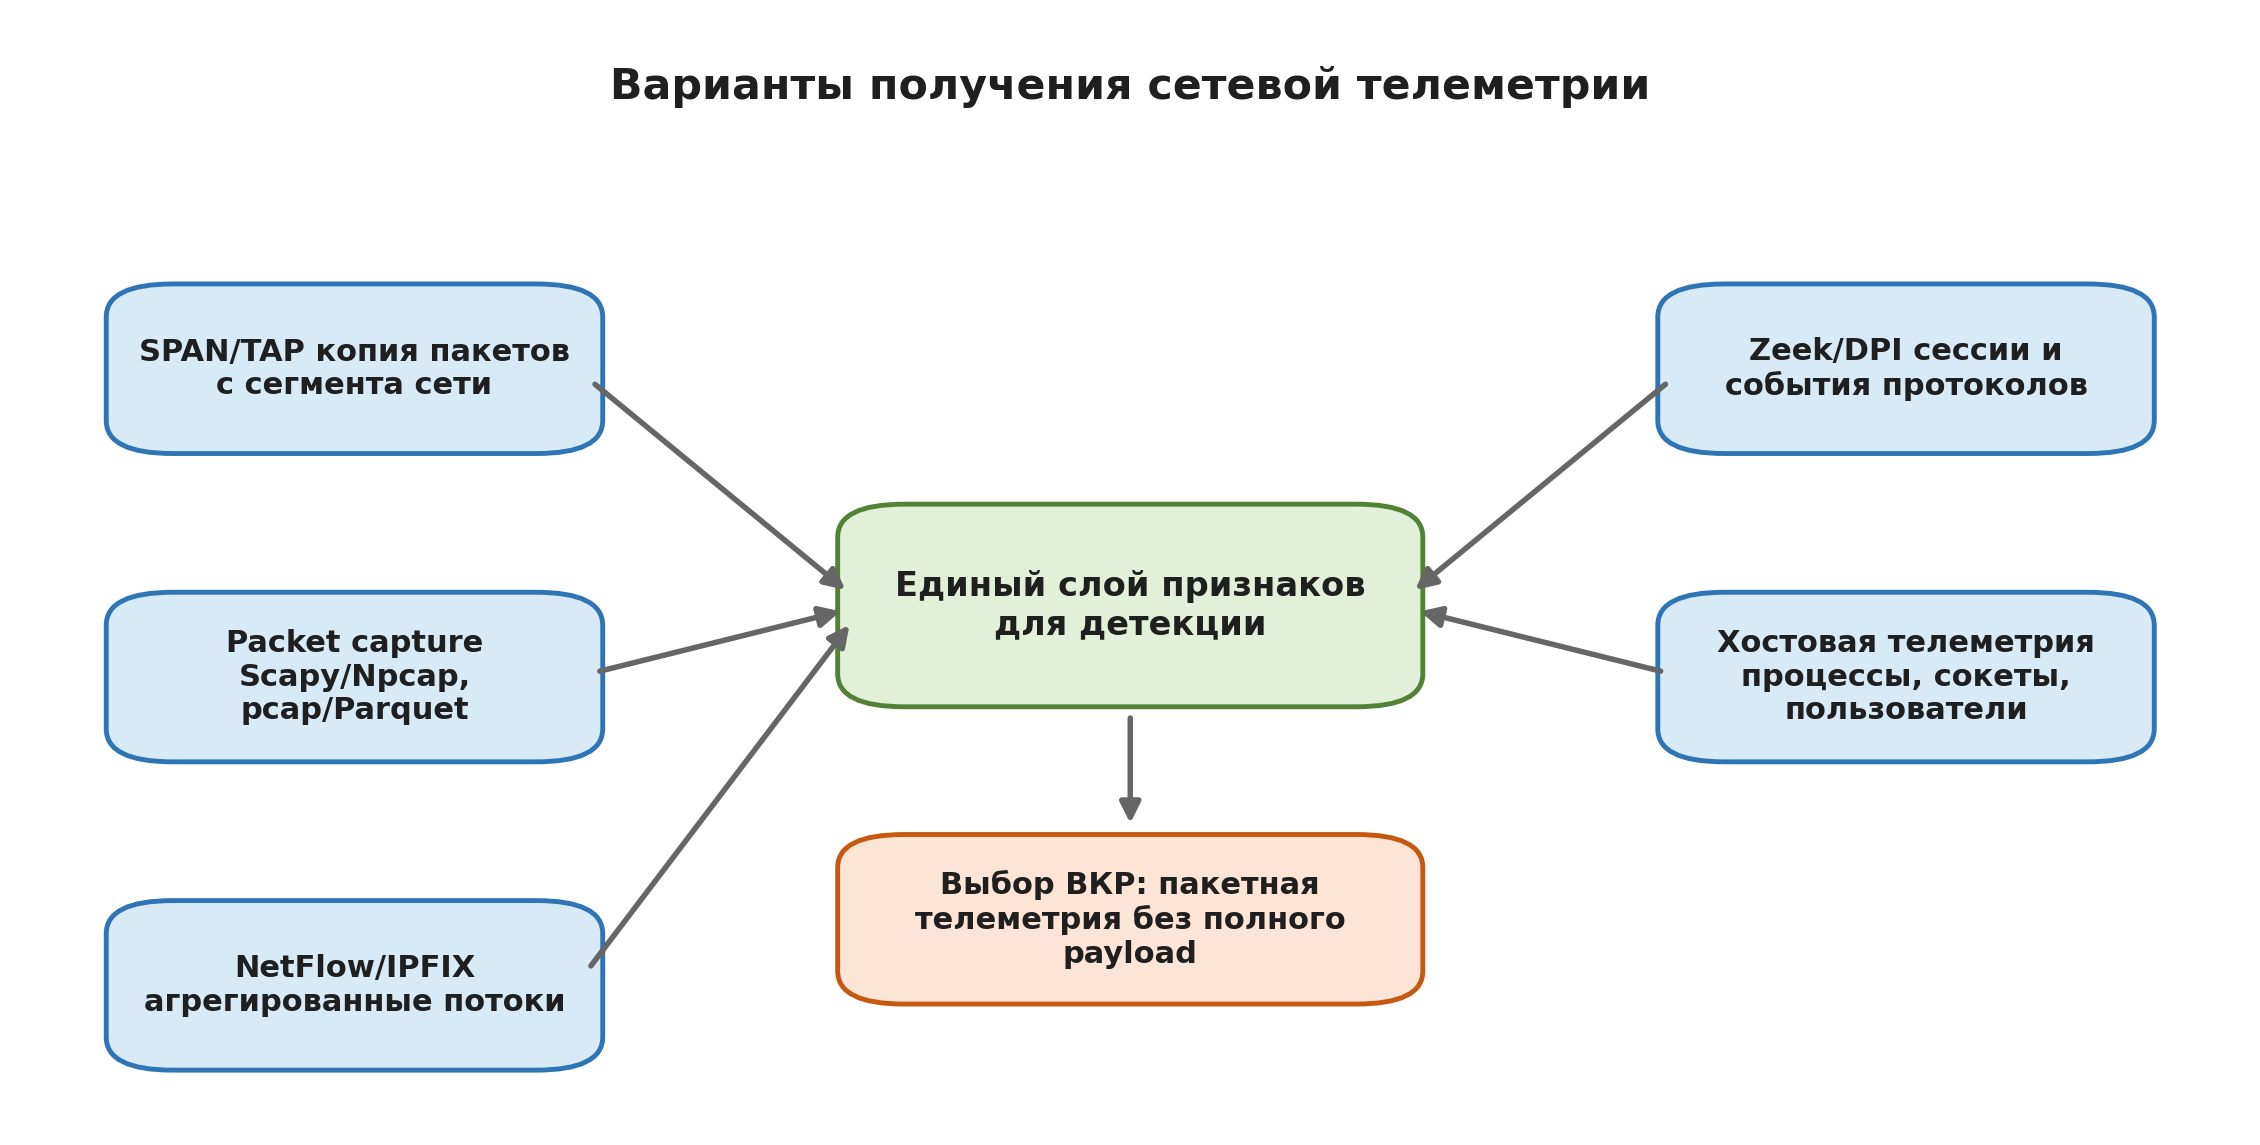 Варианты получения сетевой телеметрии
SPAN/TAP копия пакетов
с сегмента сети
Zeek/DPI сессии и
события протоколов
Единый слой признаков
для детекции
Packet capture
Scapy/Npcap,
pcap/Parquet
Хостовая телеметрия
процессы, сокеты,
пользователи
Выбор ВКР: пакетная
телеметрия без полного
payload
NetFlow/IPFIX
агрегированные потоки